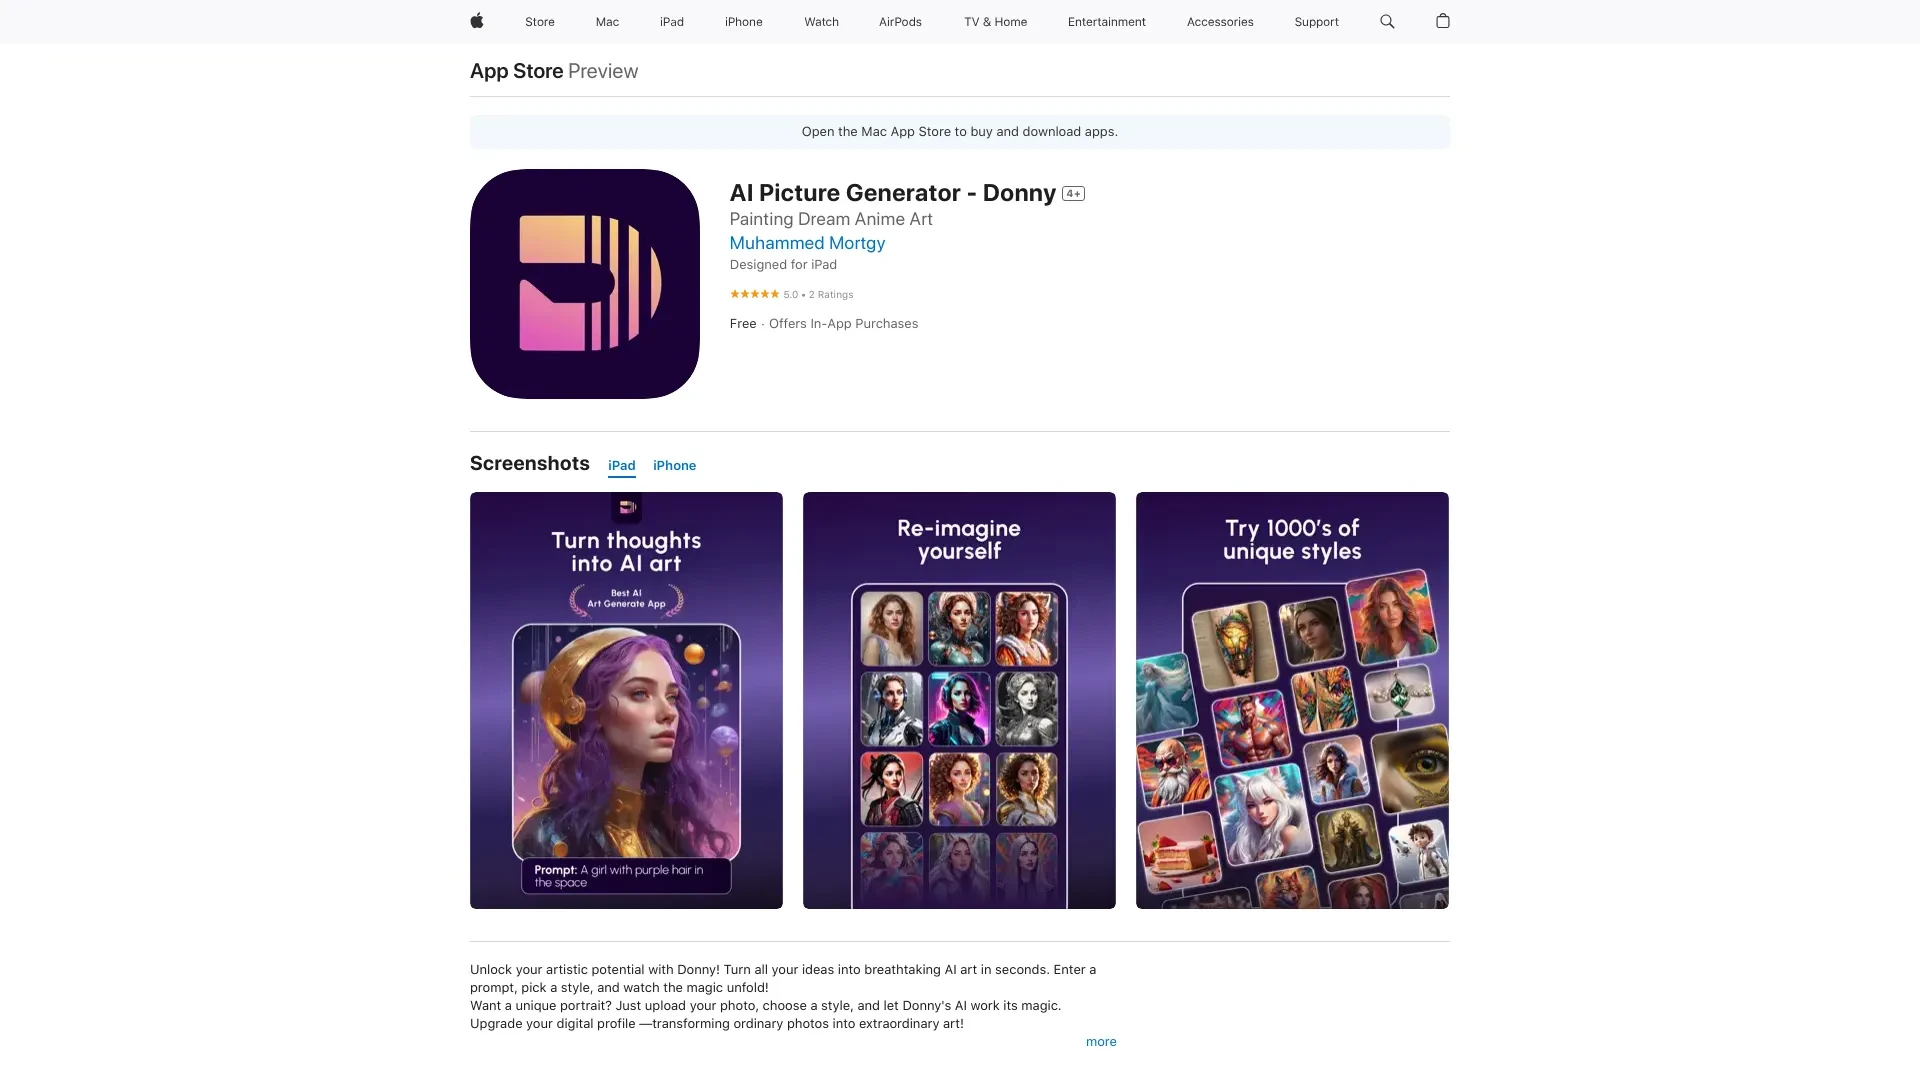 Store Mac iPad iPhone Watch AirPods TV & Home Entertainment Accessories Support
App Store Preview
Open the Mac App Store to buy and download apps.
AI Picture Generator - Donny 4+
Painting Dream Anime Art
Muhammed Mortgy
Designed for iPad
5.0 • 2 Ratings
Free · Offers In-App Purchases
Screenshots iPad iPhone
Turn thoughts
into AI art
Best AI
Art Generate App
Prompt: A girl with purple hair in
the space
Re-imagine
yourself
Try 1000's of
unique styles
Unlock your artistic potential with Donny! Turn all your ideas into breathtaking AI art in seconds. Enter a
prompt, pick a style, and watch the magic unfold!
Want a unique portrait? Just upload your photo, choose a style, and let Donny's AI work its magic.
Upgrade your digital profile —transforming ordinary photos into extraordinary art!
more